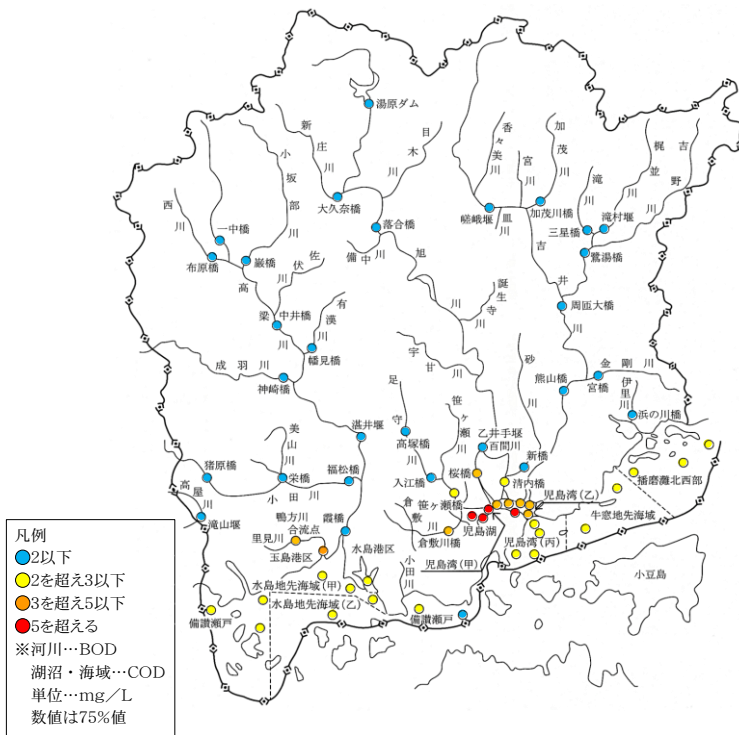 湯原ダム
新庄川
目木川
小坂部川
西川
一中橋
布原橋
巌橋
大久奈橋
落合橋
備中川
旭川
佐伏川
高梁川
中井橋
有漢川
幡見橋
成羽川
神崎橋
香々美川
加茂川
宮川
皿川
嵯峨堰
加茂川橋
滝川
梶並川
吉野川
三星橋
滝村堰
鷺湯橋
吉井川
周匝大橋
誕生寺川
宇甘川
砂川
熊山橋
金剛川
宮橋
伊里川
浜の川橋
足守川
高塚橋
笹ヶ瀬川
乙井手堰
百間川
新橋
桜橋
清内橋
入江橋
笹ヶ瀬橋
倉敷川
倉敷川橋
児島湖
児島湾(乙)
児島湾(丙)
児島湾(甲)
播磨灘北西部
牛窓地先海域
小豆島
湛井堰
美山川
猪原橋
栄橋
福松橋
小田川
高屋川
滝山堰
鴨方川
合流点
里見川
霞橋
玉島港区
水島港区
水島地先海域(甲)
水島地先海域(乙)
小田川
備讃瀬戸
備讃瀬戸
凡例
2以下
2を超え3以下
3を超え5以下
5を超える
※河川…BOD
湖沼・海域…COD
単位…mg/L
数値は75%値